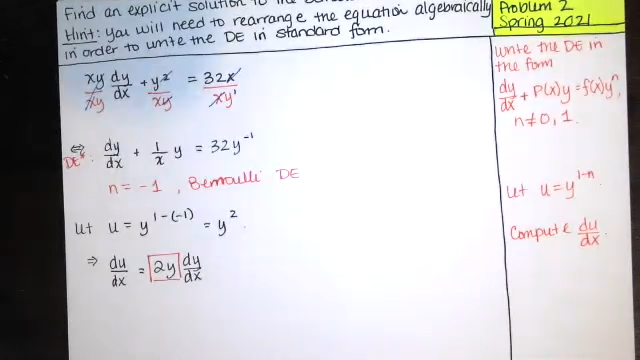 Find an explicit solution to the
Hint: you will need to rearrange the equation algebraically
in order to write the DE in standard form.
xy dy/dx + y² = 32x
xy xy xy'
⇔ dy/dx + 1/x y = 32y⁻¹
DE*:
n = -1, Bernoulli DE
Let u = y^(1-(-1)) = y².
⇒ du/dx = 2y dy/dx
Problem 2
Spring 2021
Write the DE in
the form
dy/dx + P(x)y = f(x)yⁿ,
n ≠ 0, 1.
Let u = y^(1-n).
Compute du/dx.